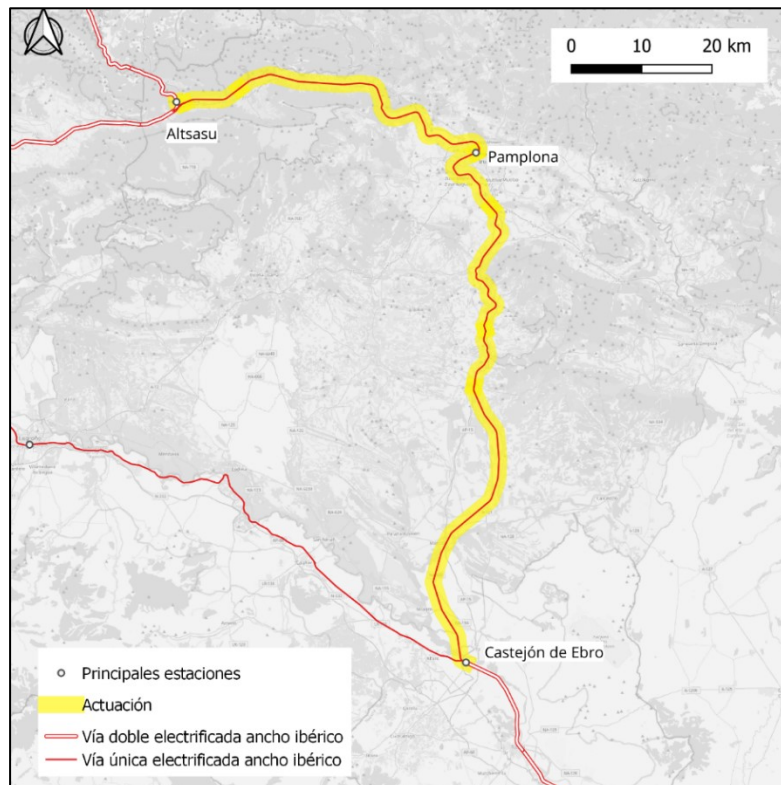 0 10 20 km
Altsasu
Pamplona
Castejón de Ebro
Principales estaciones
Actuación
Vía doble electrificada ancho ibérico
Vía única electrificada ancho ibérico